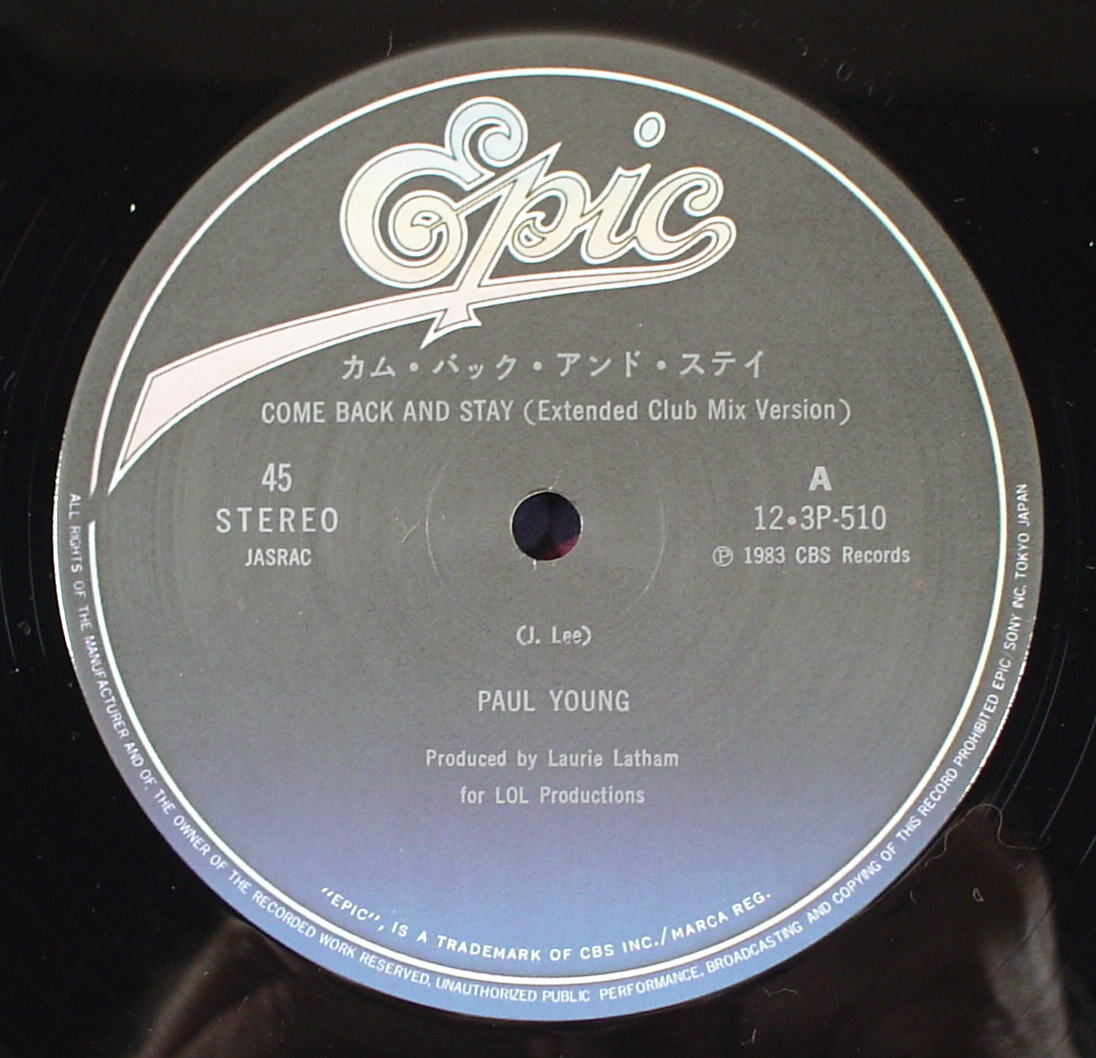 Epic
カム・バック・アンド・ステイ
COME BACK AND STAY (Extended Club Mix Version)
45
STEREO
JASRAC
A
12•3P-510
Ⓟ 1983 CBS Records
(J. Lee)
PAUL YOUNG
Produced by Laurie Latham
for LOL Productions
"EPIC", IS A TRADEMARK OF CBS INC./MARCA REG.
ALL RIGHTS OF THE MANUFACTURER AND OF THE OWNER OF THE RECORDED WORK RESERVED, UNAUTHORIZED PUBLIC PERFORMANCE, BROADCASTING AND COPYING OF THIS RECORD PROHIBITED EPIC/SONY INC. TOKYO JAPAN